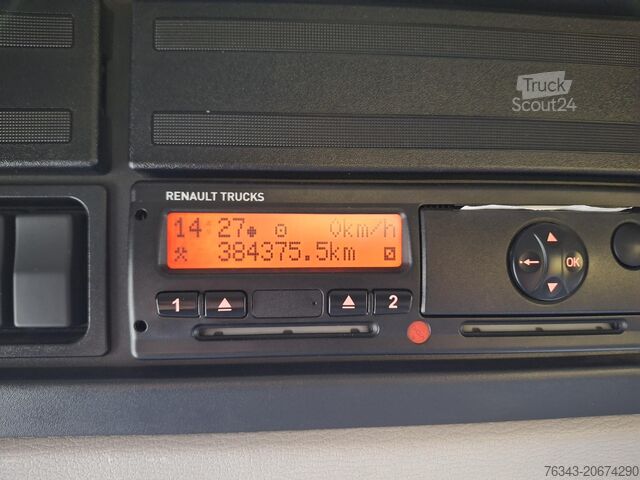 Truck
Scout24
RENAULT TRUCKS
14:27 0km/h
384375.5km
1 2
OK
76343-20674290